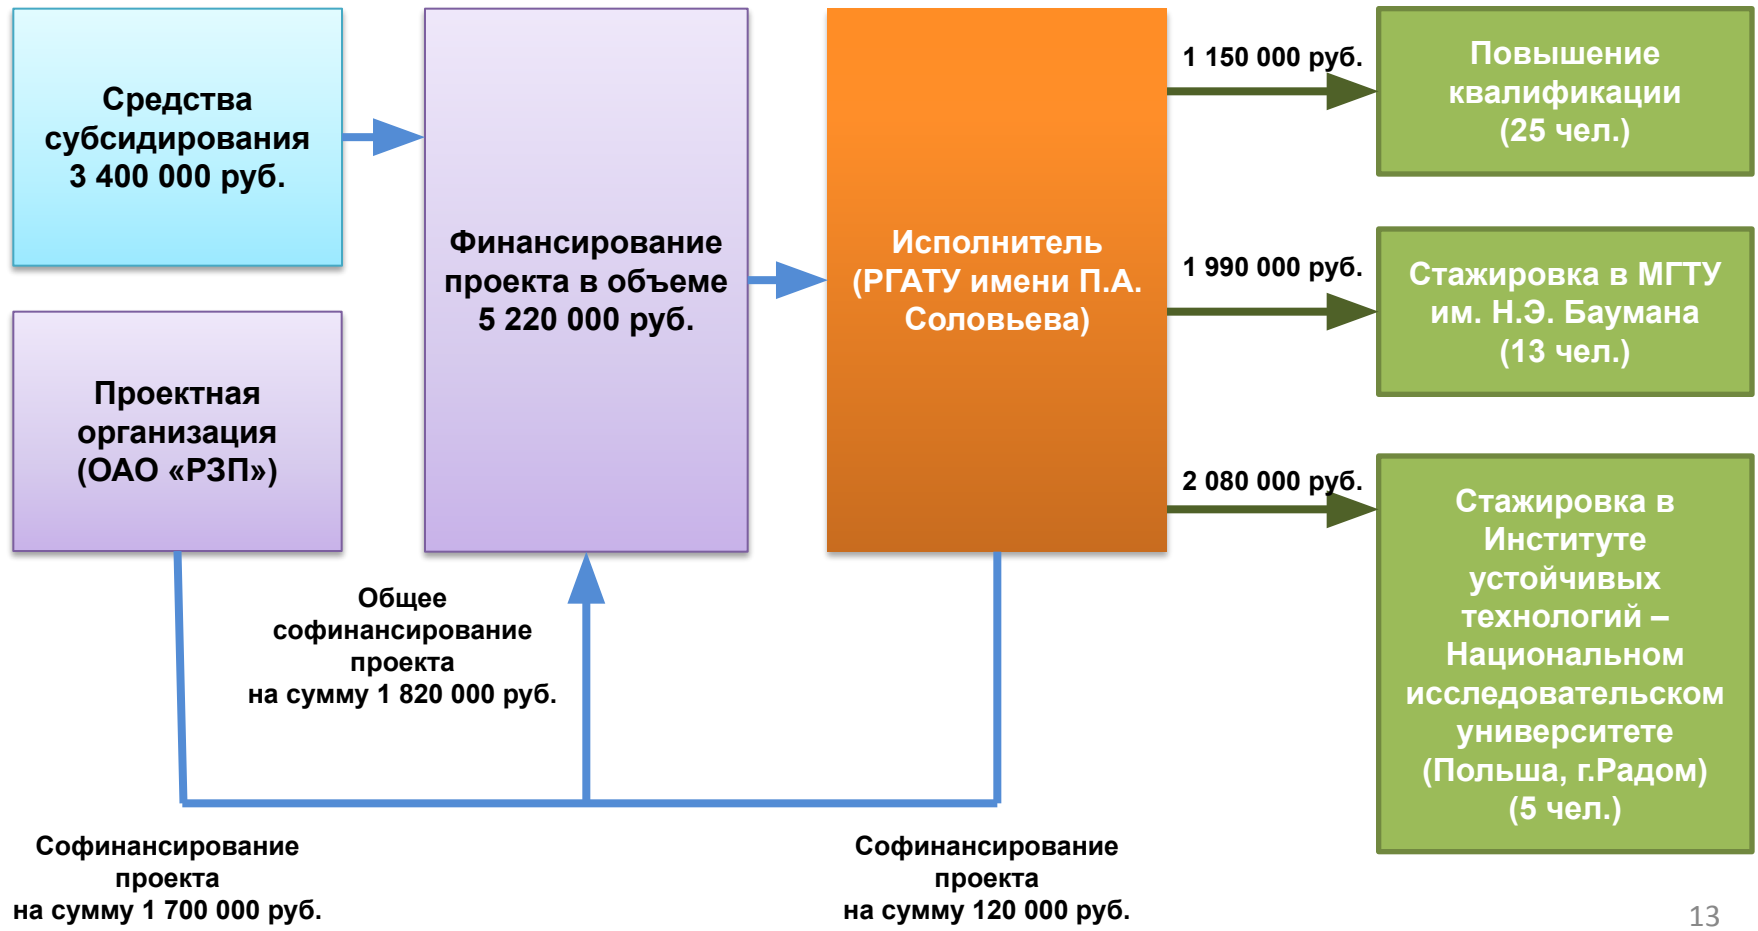 Средства
субсидирования
3 400 000 руб.
Проектная
организация
(ОАО «РЗП»)
Финансирование
проекта в объеме
5 220 000 руб.
Исполнитель
(РГАТУ имени П.А.
Соловьева)
1 150 000 руб.
Повышение
квалификации
(25 чел.)
1 990 000 руб.
Стажировка в МГТУ
им. Н.Э. Баумана
(13 чел.)
2 080 000 руб.
Стажировка в
Институте
устойчивых
технологий –
Национальном
исследовательском
университете
(Польша, г.Радом)
(5 чел.)
Общее
софинансирование
проекта
на сумму 1 820 000 руб.
Софинансирование
проекта
на сумму 1 700 000 руб.
Софинансирование
проекта
на сумму 120 000 руб.
13